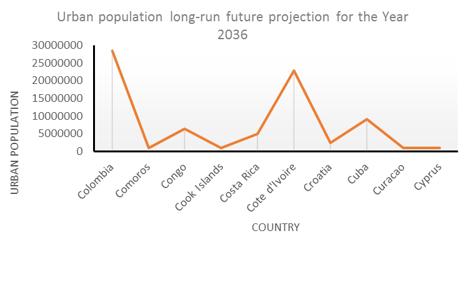 Urban population long-run future projection for the Year
2036
30000000
25000000
20000000
15000000
10000000
5000000
0
URBAN POPULATION
Colombia
Comoros
Congo
Cook Islands
Costa Rica
Cote d'Ivoire
Croatia
Cuba
Curacao
Cyprus
COUNTRY